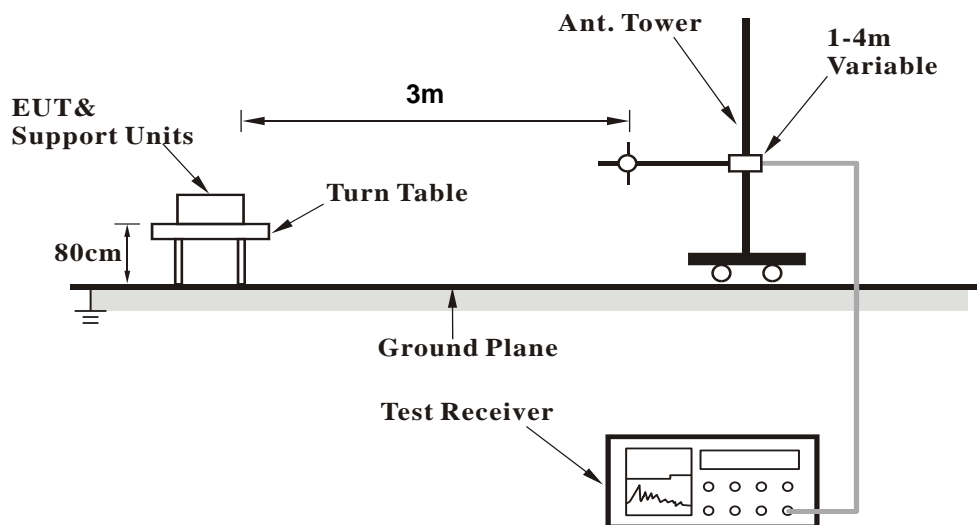 Ant. Tower
1-4m
Variable
3m
EUT&
Support Units
Turn Table
80cm
Ground Plane
Test Receiver